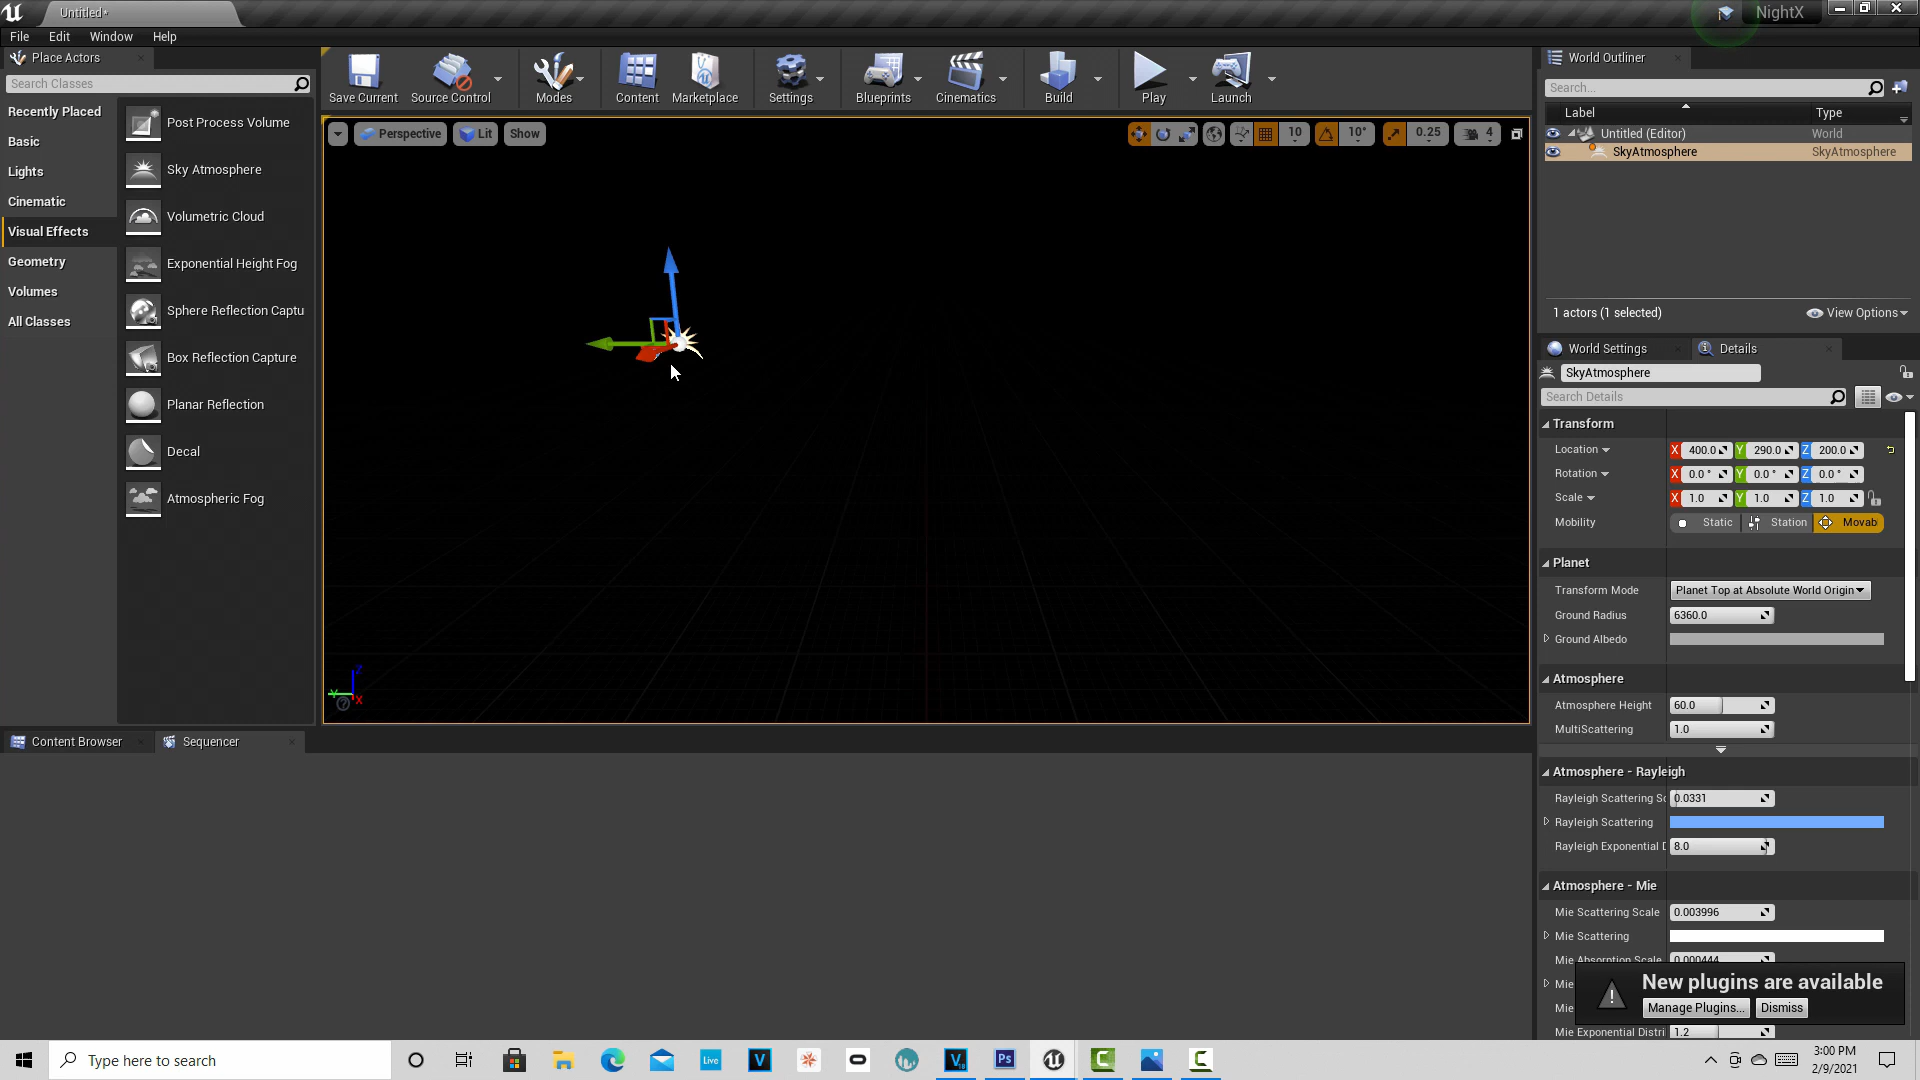 Untitled*
NightX
File Edit Window Help
Place Actors
Search Classes
Recently Placed
Basic
Lights
Cinematic
Visual Effects
Geometry
Volumes
All Classes
Post Process Volume
Sky Atmosphere
Volumetric Cloud
Exponential Height Fog
Sphere Reflection Captu
Box Reflection Capture
Planar Reflection
Decal
Atmospheric Fog
Save Current Source Control Modes Content Marketplace Settings Blueprints Cinematics Build Play Launch
Perspective Lit Show
10 10° 0.25 4
Z
Y X
World Outliner
Search...
Label Type
Untitled (Editor) World
SkyAtmosphere SkyAtmosphere
1 actors (1 selected) View Options
World Settings Details
SkyAtmosphere
Search Details
Transform
Location X 400.0 Y 290.0 Z 200.0
Rotation X 0.0 ° Y 0.0 ° Z 0.0 °
Scale X 1.0 Y 1.0 Z 1.0
Mobility Static Station Movab
Planet
Transform Mode Planet Top at Absolute World Origin
Ground Radius 6360.0
Ground Albedo
Atmosphere
Atmosphere Height 60.0
MultiScattering 1.0
Atmosphere - Rayleigh
Rayleigh Scattering Sc 0.0331
Rayleigh Scattering
Rayleigh Exponential D 8.0
Atmosphere - Mie
Mie Scattering Scale 0.003996
Mie Scattering
Mie Absorption Scale 0.000444
Mie
Mie
Mie Exponential Distri 1.2
New plugins are available
Manage Plugins... Dismiss
Content Browser Sequencer
Type here to search
Live
V
V
Ps
C
C
3:00 PM
2/9/2021